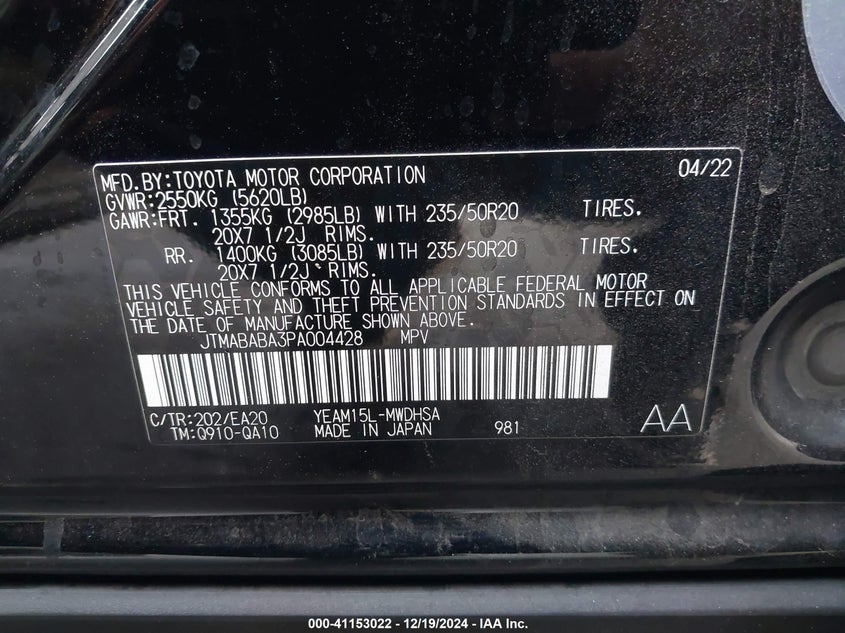 MFD.BY:TOYOTA MOTOR CORPORATION 04/22
GVWR:2550KG (5620LB)
GAWR:FRT. 1355KG (2985LB) WITH 235/50R20 TIRES.
20X7 1/2J RIMS.
RR. 1400KG (3085LB) WITH 235/50R20 TIRES.
20X7 1/2J RIMS.
THIS VEHICLE CONFORMS TO ALL APPLICABLE FEDERAL MOTOR
VEHICLE SAFETY AND THEFT PREVENTION STANDARDS IN EFFECT ON
THE DATE OF MANUFACTURE SHOWN ABOVE.
JTMABABA3PA004428 MPV
C/TR:202/EA20 YEAM15L-MWDHSA
TM:Q910-QA10 MADE IN JAPAN 981 AA
000-41153022 - 12/19/2024 - IAA Inc.